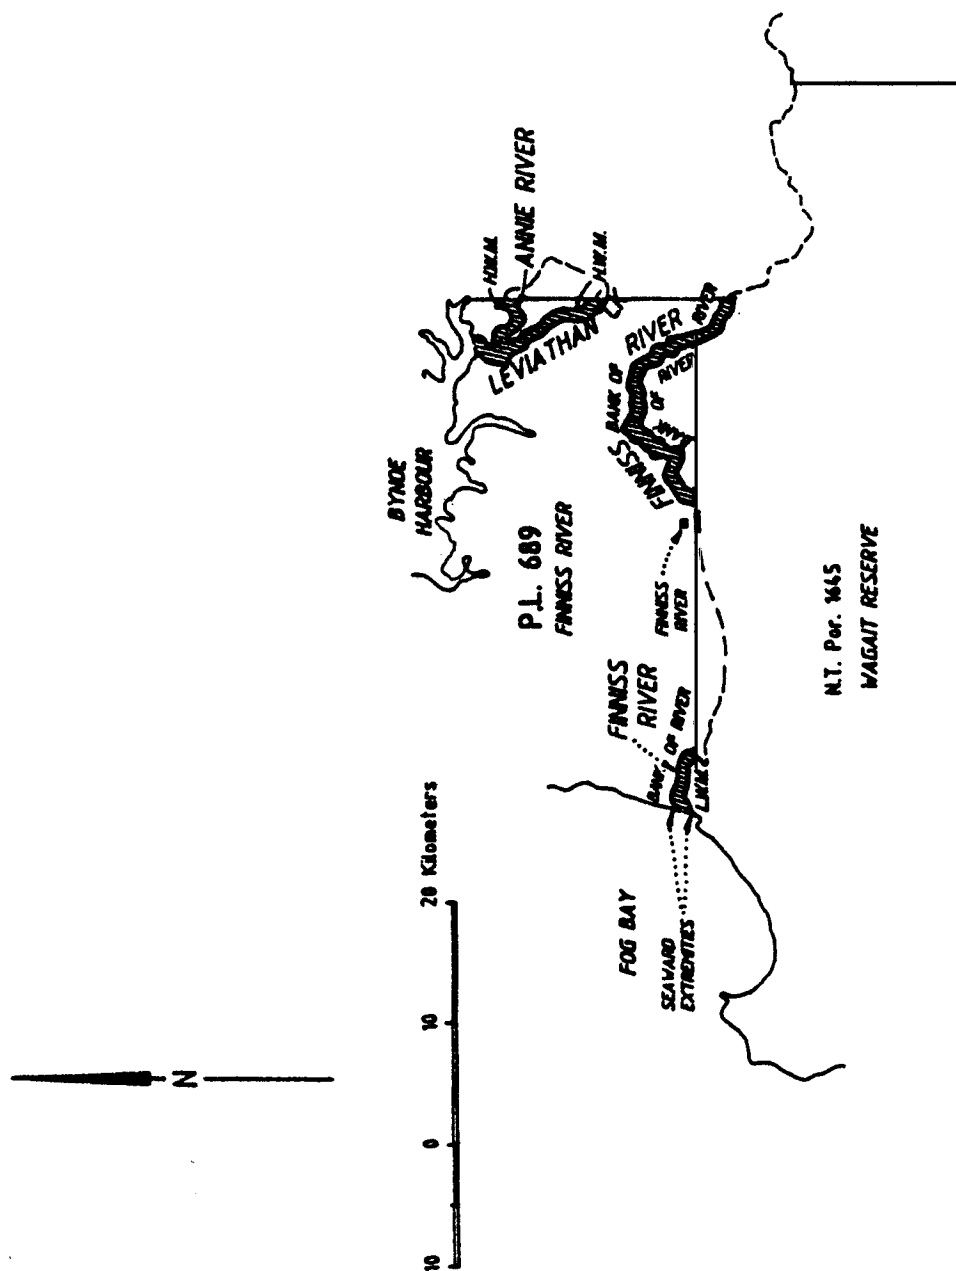 N
10
0
10
20 Kilometers
BYNOE
HARBOUR
H.W.M.
ANNIE RIVER
LEVIATHAN
H.W.M.
P.L. 689
FINNISS RIVER
FINNISS
RIVER
BANK OF
RIVER
BANK OF RIVER
FINNISS
RIVER
FINNISS
RIVER
BANK OF RIVER
L.W.M.
FOG BAY
SEAWARD
EXTREMITIES
N.T. Por. 1645
WAGAIT RESERVE